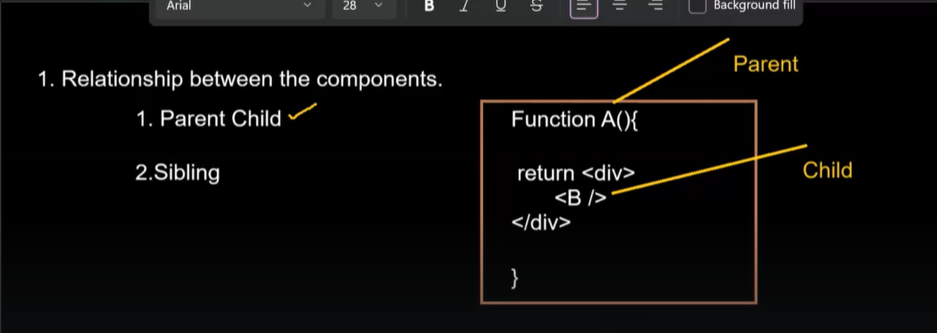 Arial
28
B I U S
Background fill
1. Relationship between the components.
1. Parent Child
2.Sibling
Parent
Function A(){
return <div>
<B />
</div>
}
Child